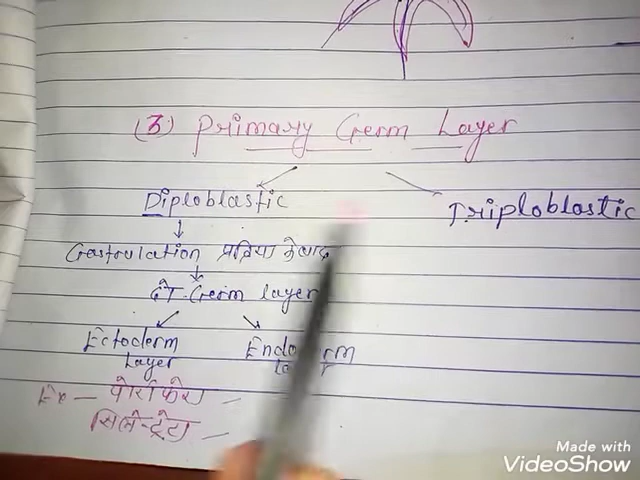 (3) Primary Germ Layer
Diploblastic
Triploblastic
Gastrulation प्रक्रिया के बाद
दो Germ layer
Ectoderm Layer
Endoderm
Ex — पोरीफेरा —
सिलेन्ट्रेटा —
Made with
VideoShow